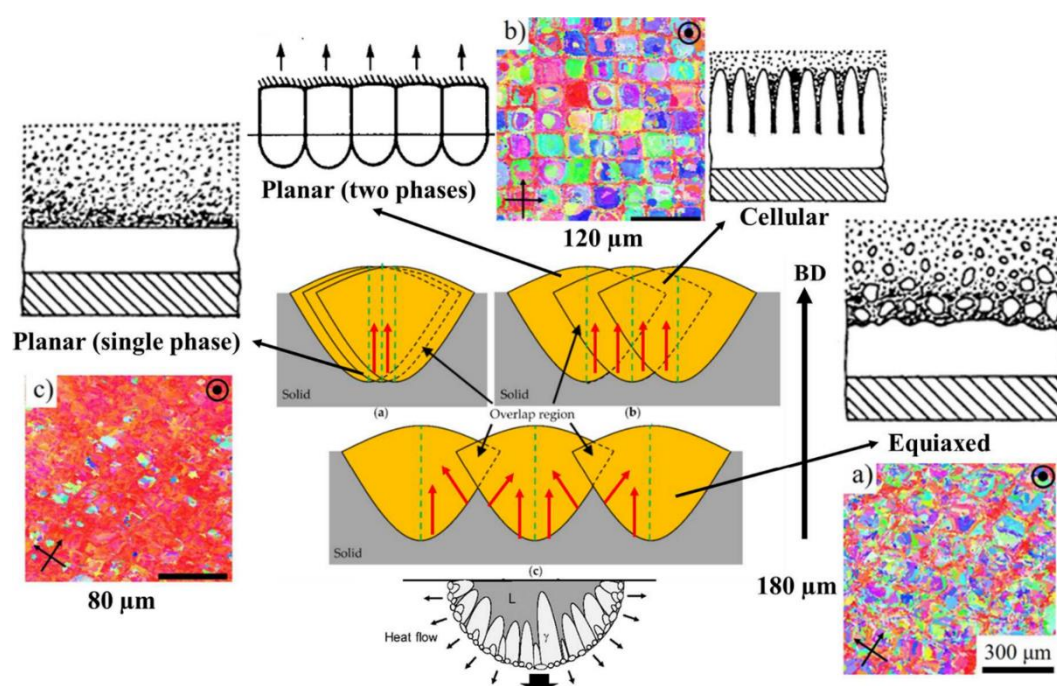 b)
Planar (two phases)
120 µm
Cellular
BD
Planar (single phase)
Solid
(a)
Solid
(b)
Overlap region
Equiaxed
c)
a)
Solid
(c)
80 µm
180 µm
L
γ
Heat flow
300 µm